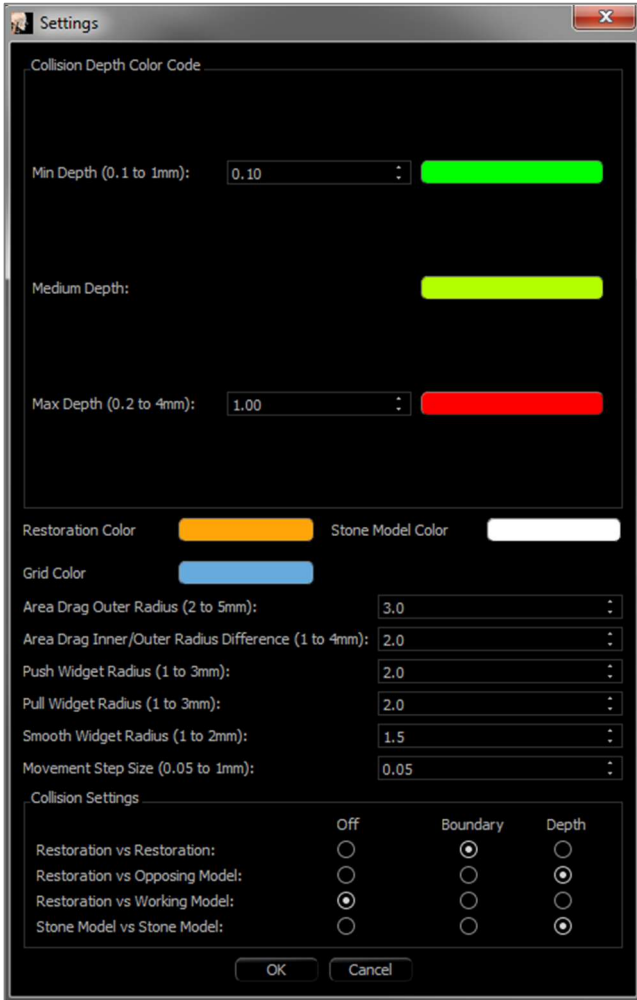 Settings
Collision Depth Color Code
Min Depth (0.1 to 1mm): 0.10
Medium Depth:
Max Depth (0.2 to 4mm): 1.00
Restoration Color Stone Model Color
Grid Color
Area Drag Outer Radius (2 to 5mm): 3.0
Area Drag Inner/Outer Radius Difference (1 to 4mm): 2.0
Push Widget Radius (1 to 3mm): 2.0
Pull Widget Radius (1 to 3mm): 2.0
Smooth Widget Radius (1 to 2mm): 1.5
Movement Step Size (0.05 to 1mm): 0.05
Collision Settings
Off Boundary Depth
Restoration vs Restoration:
Restoration vs Opposing Model:
Restoration vs Working Model:
Stone Model vs Stone Model:
OK Cancel